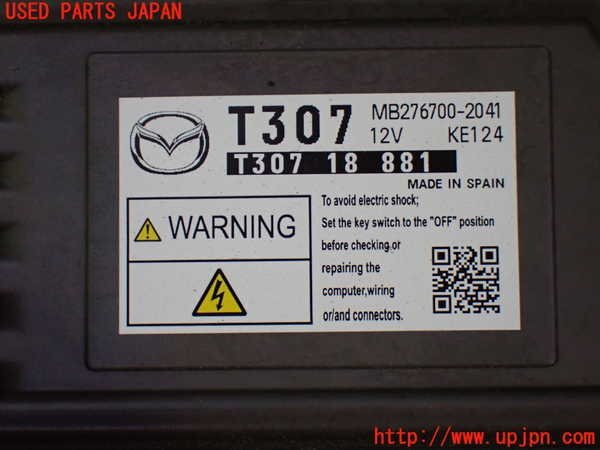 USED PARTS JAPAN
T307 MB276700-2041
12V KE124
T307 18 881
MADE IN SPAIN
WARNING
To avoid electric shock;
Set the key switch to the "OFF" position
before checking,or
repairing the
computer,wiring
or/and connectors.
http://www.upjpn.com/